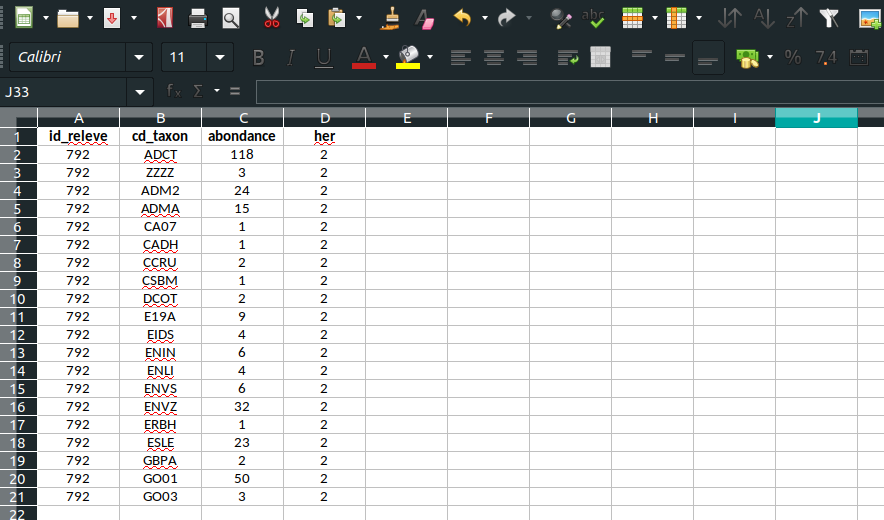 Calibri 11 B I U A % 7.4
J33 fx Σ =
A B C D E F G H I J
1 id_releve cd_taxon abondance her
2 792 ADCT 118 2
3 792 ZZZZ 3 2
4 792 ADM2 24 2
5 792 ADMA 15 2
6 792 CA07 1 2
7 792 CADH 1 2
8 792 CCRU 2 2
9 792 CSBM 1 2
10 792 DCOT 2 2
11 792 E19A 9 2
12 792 EIDS 4 2
13 792 ENIN 6 2
14 792 ENLI 4 2
15 792 ENVS 6 2
16 792 ENVZ 32 2
17 792 ERBH 1 2
18 792 ESLE 23 2
19 792 GBPA 2 2
20 792 GO01 50 2
21 792 GO03 3 2
22